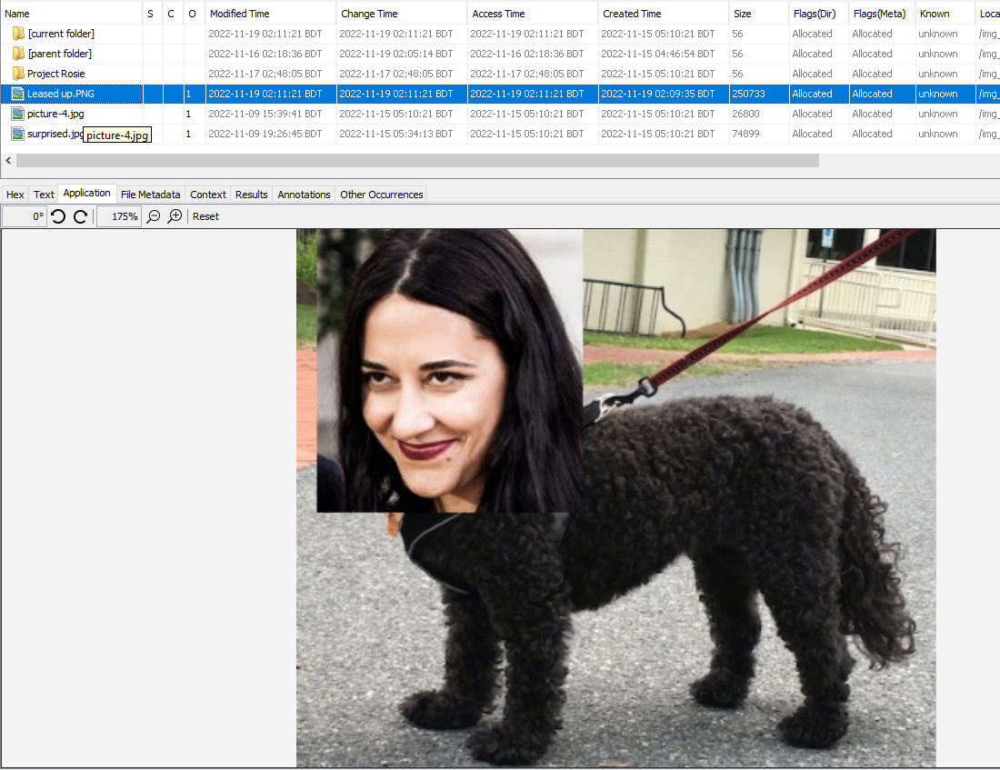 Name S C O Modified Time Change Time Access Time Created Time Size Flags(Dir) Flags(Meta) Known Loca
[current folder] 2022-11-19 02:11:21 BDT 2022-11-19 02:11:21 BDT 2022-11-19 02:11:21 BDT 2022-11-15 05:10:21 BDT 56 Allocated Allocated unknown /img_
[parent folder] 2022-11-16 02:18:36 BDT 2022-11-19 02:05:14 BDT 2022-11-16 02:18:36 BDT 2022-11-15 04:46:54 BDT 56 Allocated Allocated unknown /img_
Project Rosie 2022-11-17 02:48:05 BDT 2022-11-17 02:48:05 BDT 2022-11-17 02:48:05 BDT 2022-11-15 05:10:21 BDT 56 Allocated Allocated unknown /img_
Leased up.PNG 1 2022-11-19 02:11:21 BDT 2022-11-19 02:11:21 BDT 2022-11-19 02:11:21 BDT 2022-11-19 02:09:35 BDT 250733 Allocated Allocated unknown /img_
picture-4.jpg 1 2022-11-09 15:39:41 BDT 2022-11-15 05:10:21 BDT 2022-11-15 05:10:21 BDT 2022-11-15 05:10:21 BDT 26800 Allocated Allocated unknown /img_
surprised.jpg picture-4.jpg 1 2022-11-09 19:26:45 BDT 2022-11-15 05:34:13 BDT 2022-11-15 05:10:21 BDT 2022-11-15 05:10:21 BDT 74899 Allocated Allocated unknown /img_
Hex Text Application File Metadata Context Results Annotations Other Occurrences
0° 175% Reset